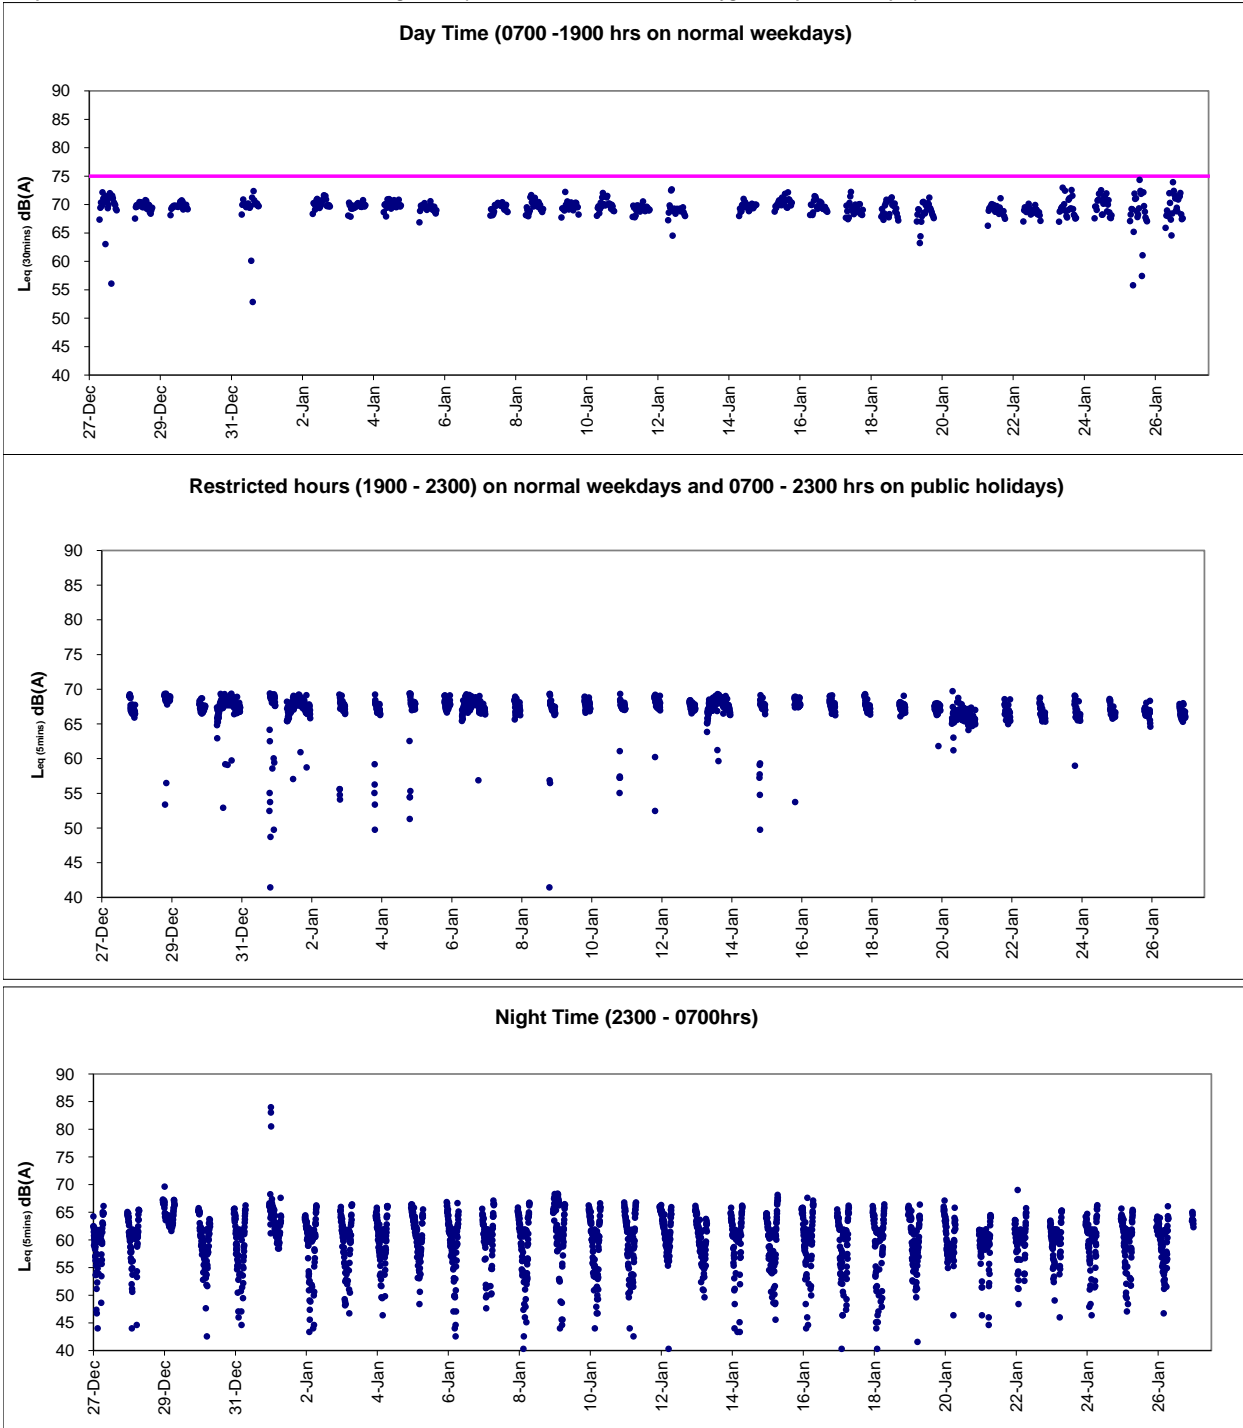 Day Time (0700 -1900 hrs on normal weekdays)
90
85
80
75
70
65
60
55
50
45
40
Leq (30mins) dB(A)
27-Dec
29-Dec
31-Dec
2-Jan
4-Jan
6-Jan
8-Jan
10-Jan
12-Jan
14-Jan
16-Jan
18-Jan
20-Jan
22-Jan
24-Jan
26-Jan
Restricted hours (1900 - 2300) on normal weekdays and 0700 - 2300 hrs on public holidays)
90
85
80
75
70
65
60
55
50
45
40
Leq (5mins) dB(A)
27-Dec
29-Dec
31-Dec
2-Jan
4-Jan
6-Jan
8-Jan
10-Jan
12-Jan
14-Jan
16-Jan
18-Jan
20-Jan
22-Jan
24-Jan
26-Jan
Night Time (2300 - 0700hrs)
90
85
80
75
70
65
60
55
50
45
40
Leq (5mins) dB(A)
27-Dec
29-Dec
31-Dec
2-Jan
4-Jan
6-Jan
8-Jan
10-Jan
12-Jan
14-Jan
16-Jan
18-Jan
20-Jan
22-Jan
24-Jan
26-Jan